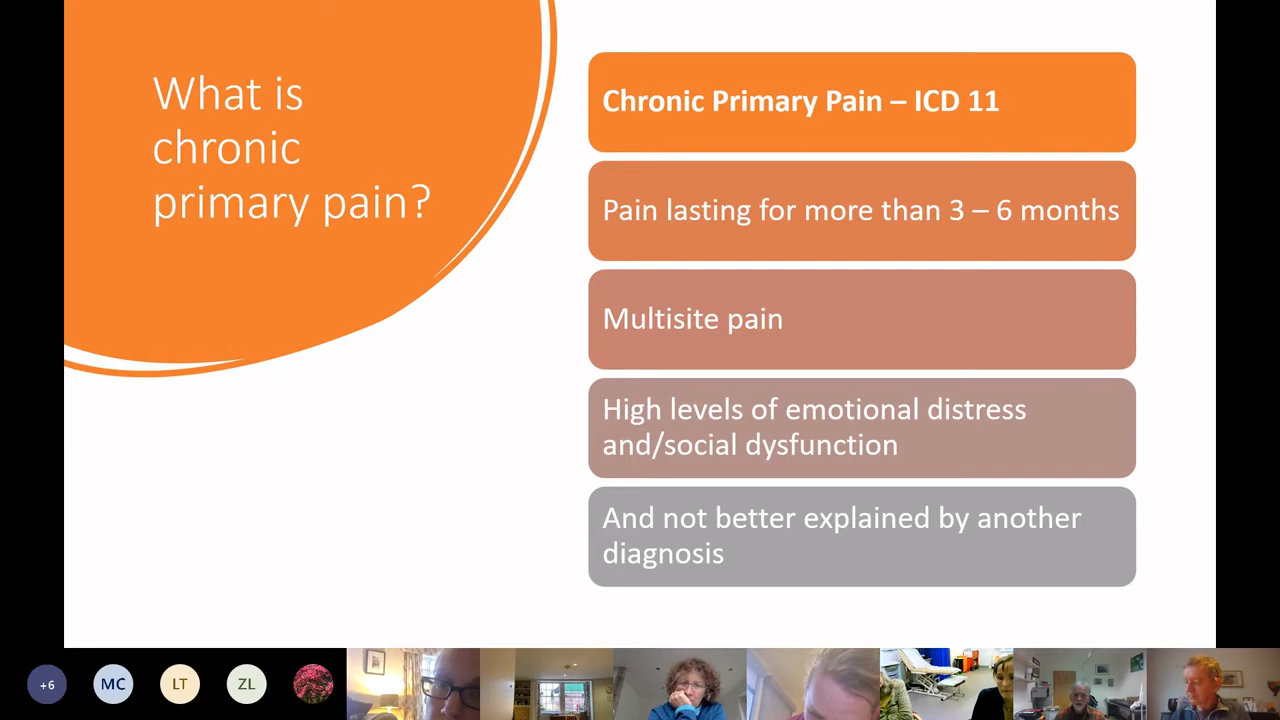 What is
chronic
primary pain?
Chronic Primary Pain – ICD 11
Pain lasting for more than 3 – 6 months
Multisite pain
High levels of emotional distress
and/social dysfunction
And not better explained by another
diagnosis
+6
MC
LT
ZL